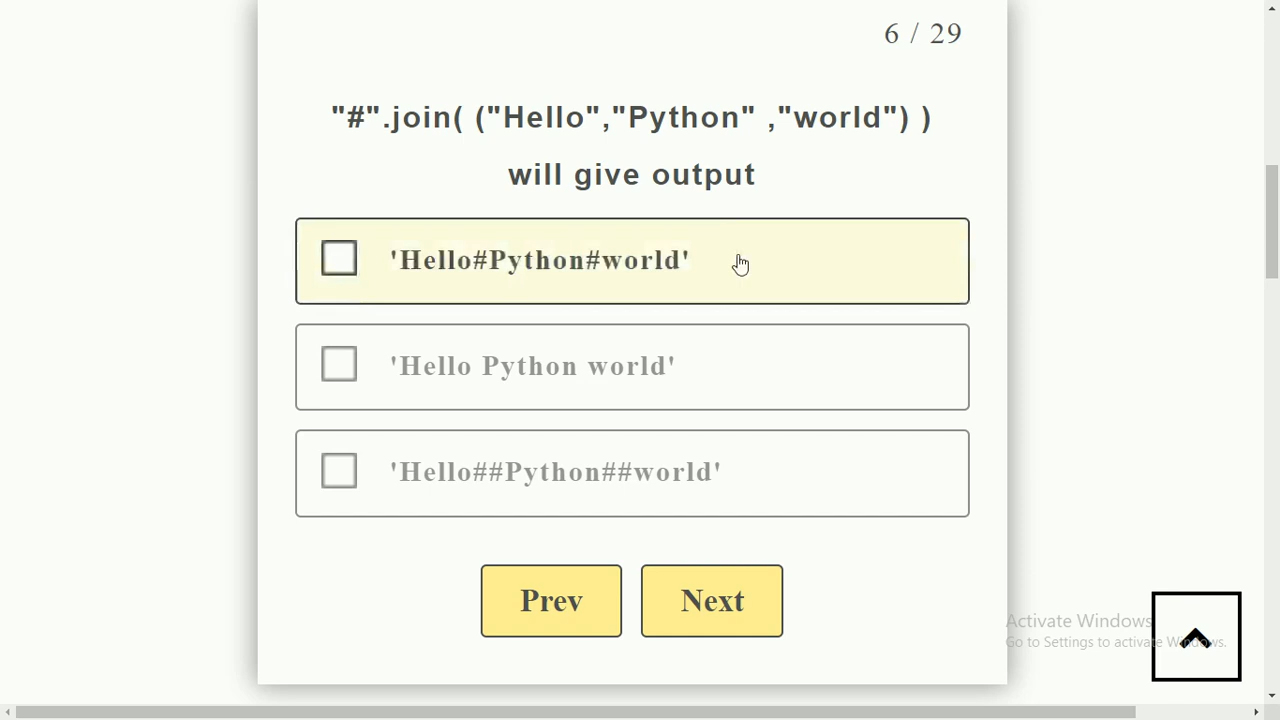 6 / 29
"#".join( ("Hello","Python" ,"world") )
will give output
'Hello#Python#world'
'Hello Python world'
'Hello##Python##world'
Prev Next
Activate Windows
Go to Settings to activate Windows.